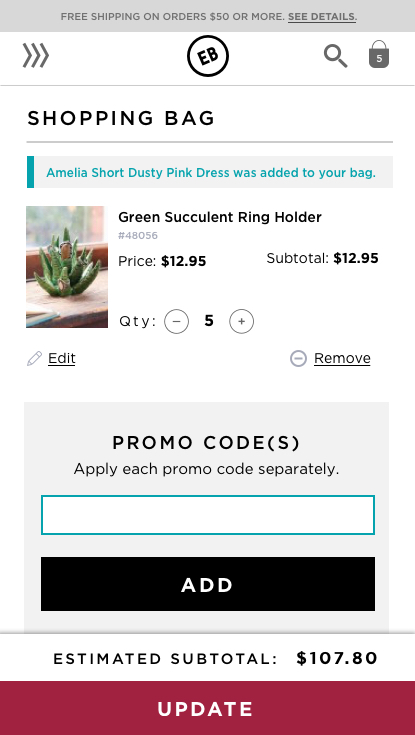 FREE SHIPPING ON ORDERS $50 OR MORE. SEE DETAILS.
EB
5
SHOPPING BAG
Amelia Short Dusty Pink Dress was added to your bag.
Green Succulent Ring Holder
#48056
Price: $12.95
Subtotal: $12.95
Qty: − 5 +
Edit
Remove
PROMO CODE(S)
Apply each promo code separately.
ADD
ESTIMATED SUBTOTAL: $107.80
UPDATE